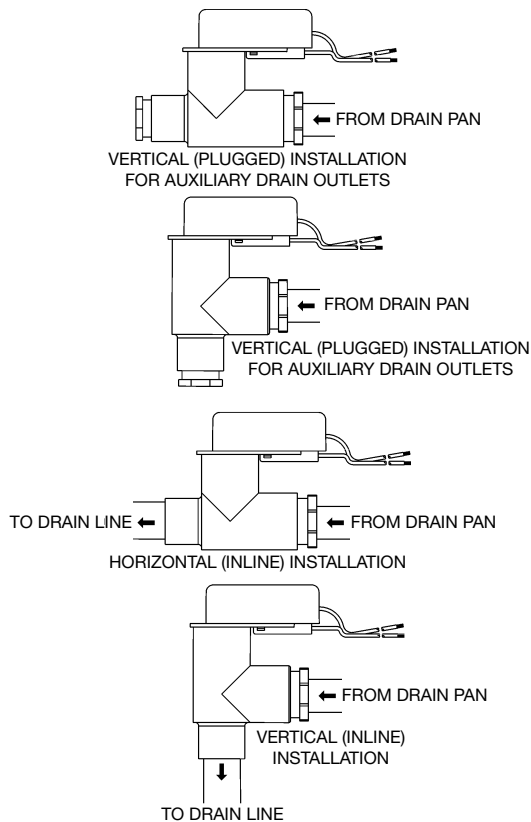 FROM DRAIN PAN
VERTICAL (PLUGGED) INSTALLATION
FOR AUXILIARY DRAIN OUTLETS
FROM DRAIN PAN
VERTICAL (PLUGGED) INSTALLATION
FOR AUXILIARY DRAIN OUTLETS
TO DRAIN LINE
FROM DRAIN PAN
HORIZONTAL (INLINE) INSTALLATION
FROM DRAIN PAN
VERTICAL (INLINE)
INSTALLATION
TO DRAIN LINE